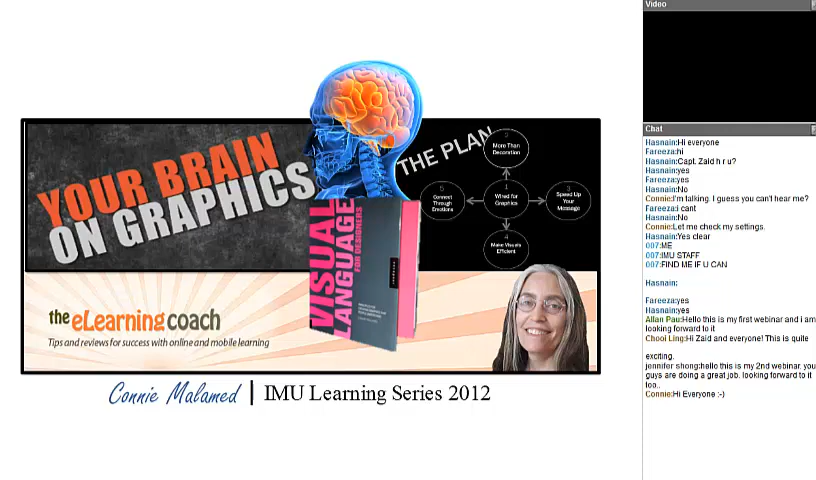 YOUR BRAIN
ON GRAPHICS
THE PLAN
2
More Than
Decoration
5
Connect
Through
Emotions
1
Wired for
Graphics
3
Speed Up
Your
Message
4
Make Visuals
Efficient
VISUAL
LANGUAGE
FOR DESIGNERS
the eLearning coach
Tips and reviews for success with online and mobile learning
Connie Malamed | IMU Learning Series 2012
Video
Chat
Hasnain:Hi everyone
Fareeza:hi
Hasnain:Capt. Zaid h r u?
Hasnain:yes
Fareeza:yes
Hasnain:No
Connie:I'm talking. I guess you can't hear me?
Fareeza:i cant
Hasnain:No
Connie:Let me check my settings.
Hasnain:Yes clear
007:ME
007:IMU STAFF
007:FIND ME IF U CAN
Hasnain:
Fareeza:yes
Hasnain:yes
Allan Pau:Hello this is my first webinar and i am
looking forward to it
Chooi Ling:Hi Zaid and everyone! This is quite
exciting.
jennifer shong:hello this is my 2nd webinar. you
guys are doing a great job. looking forward to it
too..
Connie:Hi Everyone :-)